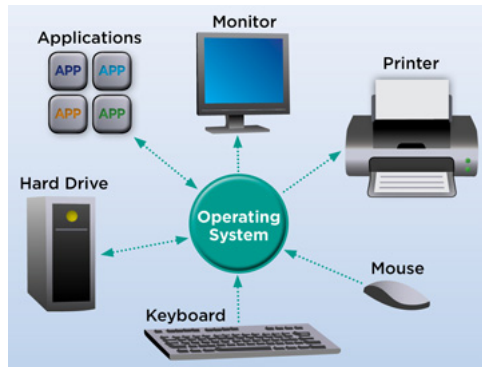 Monitor
Applications
APP APP
APP APP
Printer
Hard Drive
Operating
System
Mouse
Keyboard